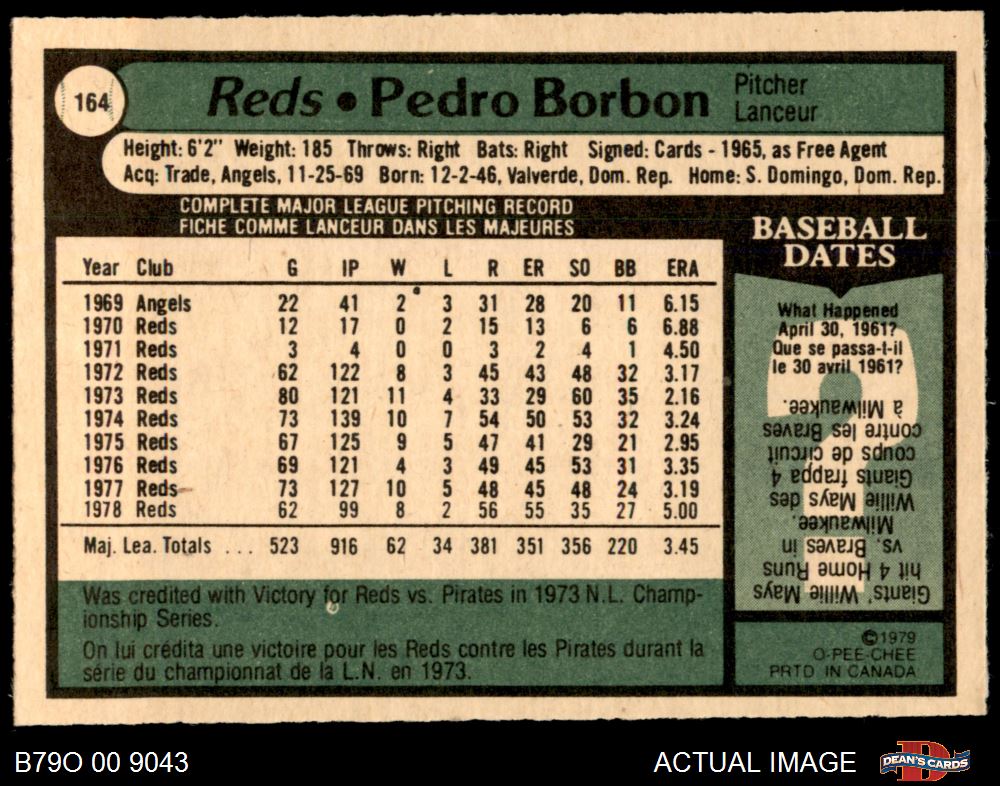 164
Reds • Pedro Borbon
Pitcher
Lanceur
Height: 6'2" Weight: 185 Throws: Right Bats: Right Signed: Cards - 1965, as Free Agent
Acq: Trade, Angels, 11-25-69 Born: 12-2-46, Valverde, Dom. Rep. Home: S. Domingo, Dom. Rep.
COMPLETE MAJOR LEAGUE PITCHING RECORD
FICHE COMME LANCEUR DANS LES MAJEURES
Year Club G IP W L R ER SO BB ERA
1969 Angels 22 41 2 3 31 28 20 11 6.15
1970 Reds 12 17 0 2 15 13 6 6 6.88
1971 Reds 3 4 0 0 3 2 4 1 4.50
1972 Reds 62 122 8 3 45 43 48 32 3.17
1973 Reds 80 121 11 4 33 29 60 35 2.16
1974 Reds 73 139 10 7 54 50 53 32 3.24
1975 Reds 67 125 9 5 47 41 29 21 2.95
1976 Reds 69 121 4 3 49 45 53 31 3.35
1977 Reds 73 127 10 5 48 45 48 24 3.19
1978 Reds 62 99 8 2 56 55 35 27 5.00
Maj. Lea. Totals ... 523 916 62 34 381 351 356 220 3.45
Was credited with Victory for Reds vs. Pirates in 1973 N.L. Champ-
ionship Series.
On lui crédita une victoire pour les Reds contre les Pirates durant la
série du championnat de la L.N. en 1973.
BASEBALL
DATES
What Happened
April 30, 1961?
Que se passa-t-il
le 30 avril 1961?
Giants' Willie Mays
hit 4 Home Runs
vs. Braves in
Milwaukee.
Willie Mays des
Giants frappa 4
coups de circuit
contre les Braves
à Milwaukee.
©1979
O-PEE-CHEE
PRTD IN CANADA
B79O 00 9043
ACTUAL IMAGE
D
DEAN'S CARDS